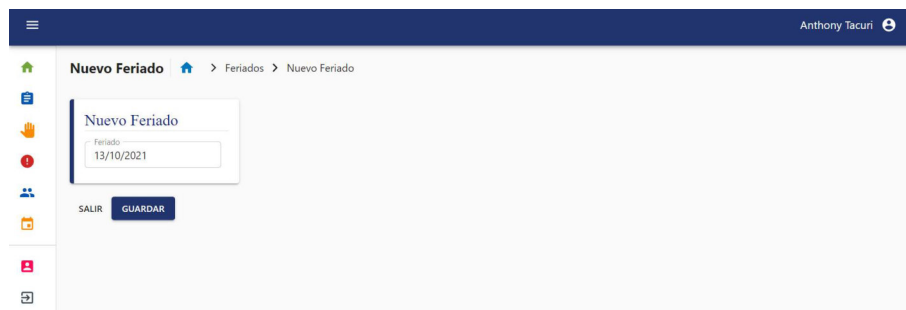 Anthony Tacuri
Nuevo Feriado > Feriados > Nuevo Feriado
Nuevo Feriado
Feriado
13/10/2021
SALIR GUARDAR